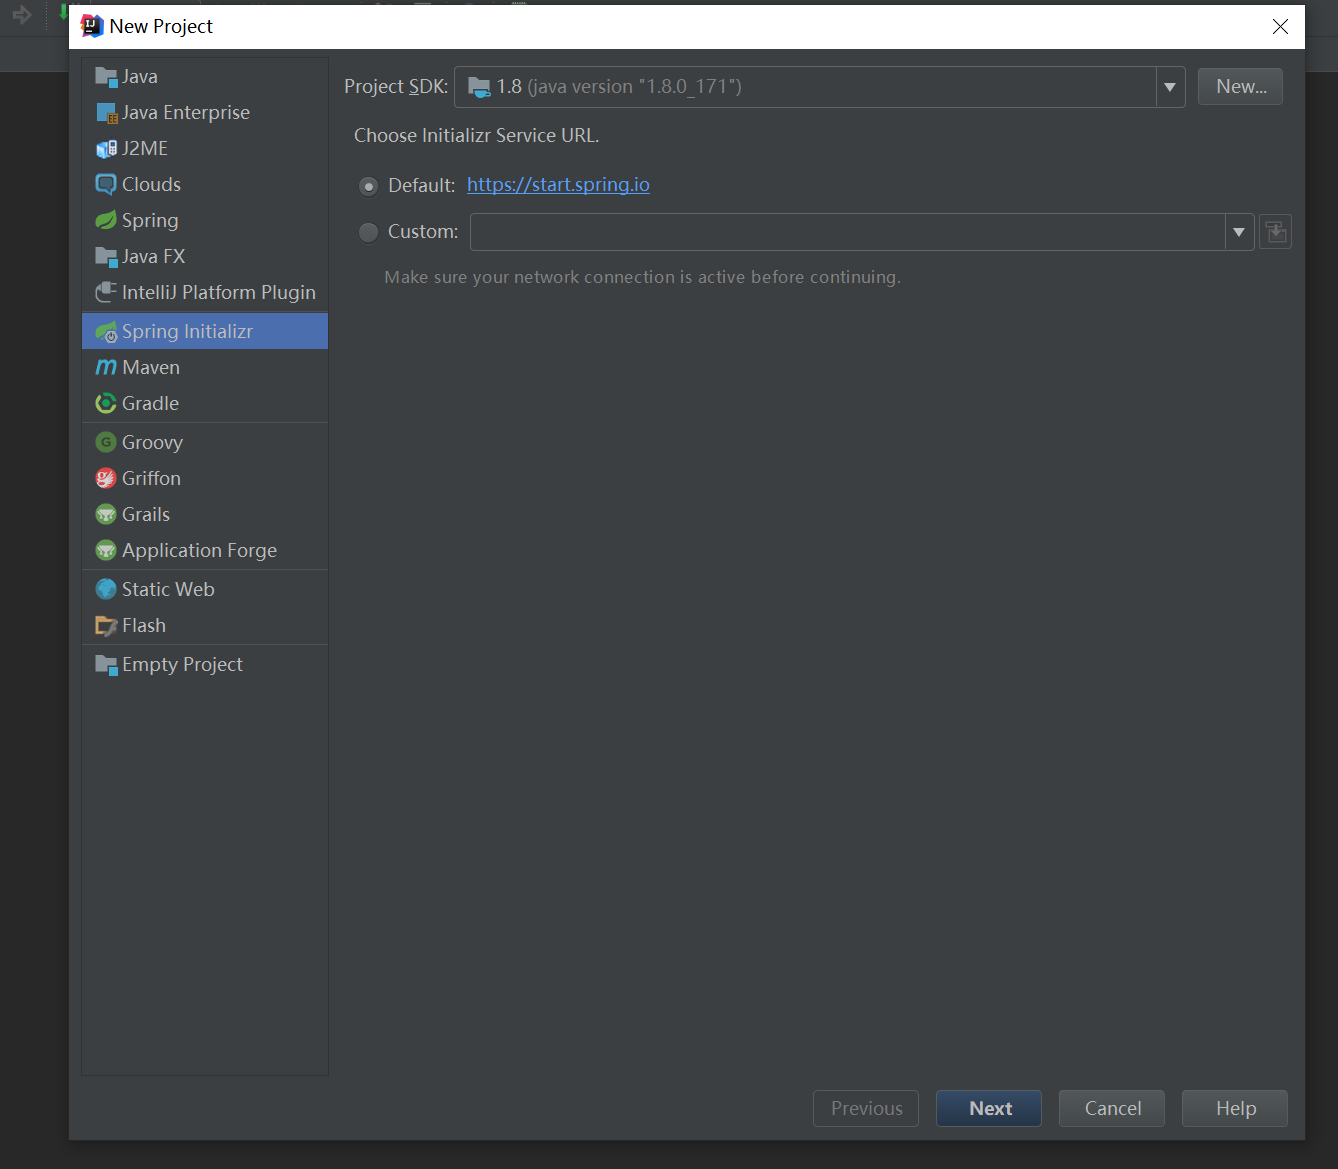 New Project
Java
Java Enterprise
J2ME
Clouds
Spring
Java FX
IntelliJ Platform Plugin
Spring Initializr
Maven
Gradle
Groovy
Griffon
Grails
Application Forge
Static Web
Flash
Empty Project
Project SDK: 1.8 (java version "1.8.0_171") New...
Choose Initializr Service URL.
Default: https://start.spring.io
Custom:
Make sure your network connection is active before continuing.
Previous Next Cancel Help